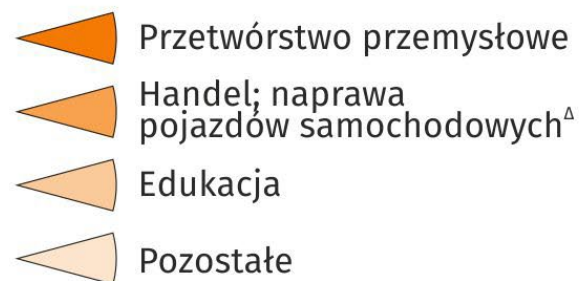 Przetwórstwo przemysłowe
Handel; naprawa
pojazdów samochodowych^Δ
Edukacja
Pozostałe